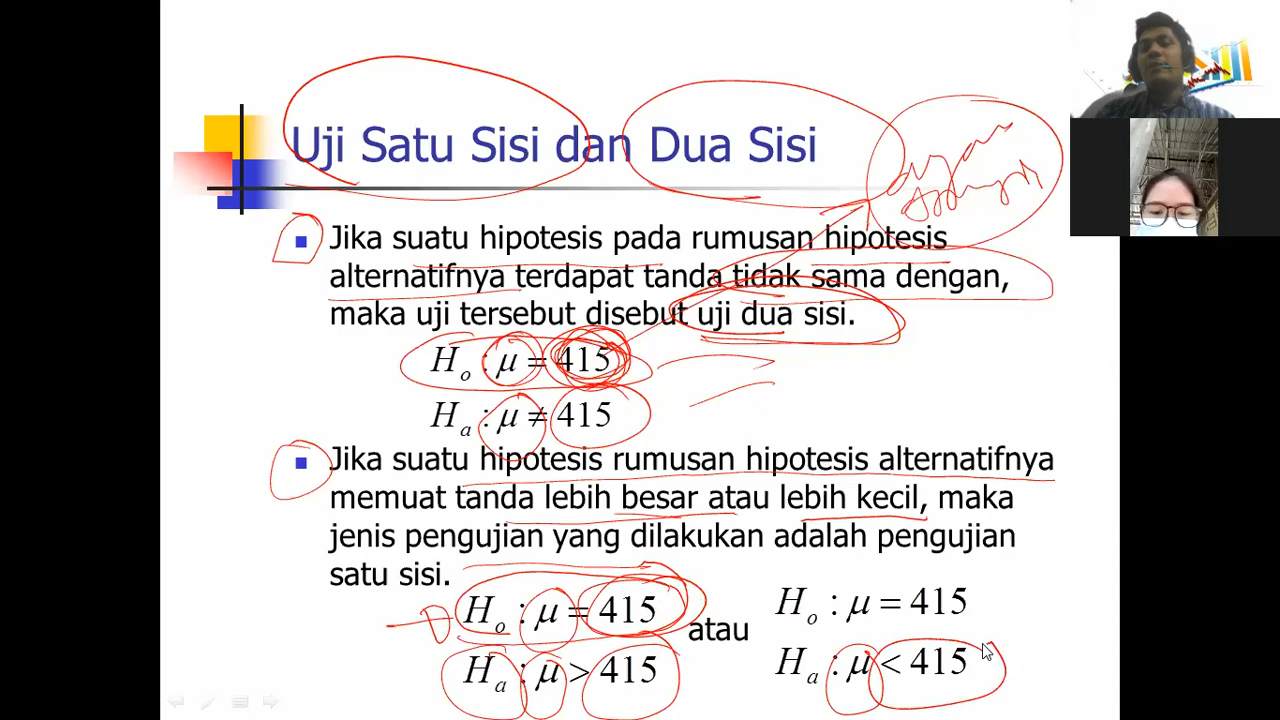 Uji Satu Sisi dan Dua Sisi
Jika suatu hipotesis pada rumusan hipotesis
alternatifnya terdapat tanda tidak sama dengan,
maka uji tersebut disebut uji dua sisi.
H₀ : μ = 415
Hₐ : μ ≠ 415
Jika suatu hipotesis rumusan hipotesis alternatifnya
memuat tanda lebih besar atau lebih kecil, maka
jenis pengujian yang dilakukan adalah pengujian
satu sisi.
H₀ : μ = 415
Hₐ : μ > 415
atau
H₀ : μ = 415
Hₐ : μ < 415